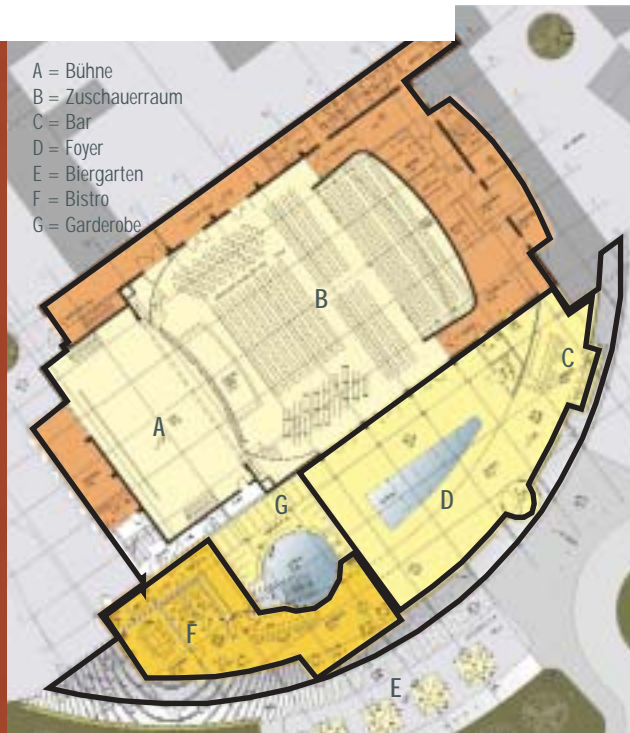 A = Bühne
B = Zuschauerraum
C = Bar
D = Foyer
E = Biergarten
F = Bistro
G = Garderobe
B
C
A
D
G
F
E